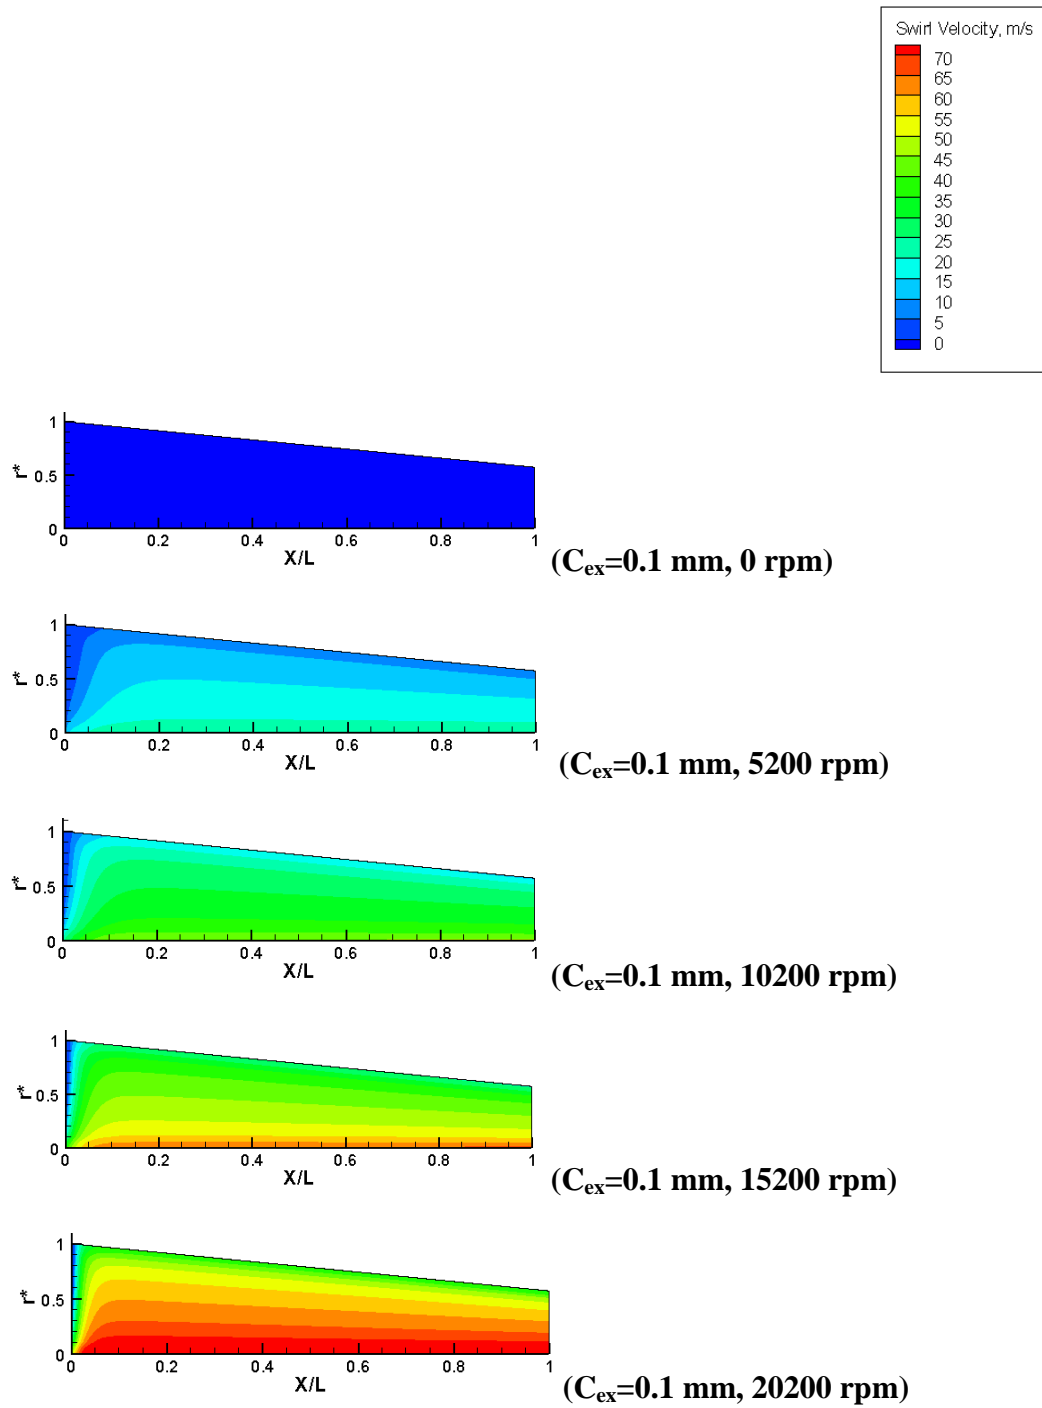 Swirl Velocity, m/s
70
65
60
55
50
45
40
35
30
25
20
15
10
5
0
1
r*
0.5
0
0 0.2 0.4 0.6 0.8 1
X/L
(Cex=0.1 mm, 0 rpm)
1
r*
0.5
0
0 0.2 0.4 0.6 0.8 1
X/L
(Cex=0.1 mm, 5200 rpm)
1
r*
0.5
0
0 0.2 0.4 0.6 0.8 1
X/L
(Cex=0.1 mm, 10200 rpm)
1
r*
0.5
0
0 0.2 0.4 0.6 0.8 1
X/L
(Cex=0.1 mm, 15200 rpm)
1
r*
0.5
0
0 0.2 0.4 0.6 0.8 1
X/L
(Cex=0.1 mm, 20200 rpm)